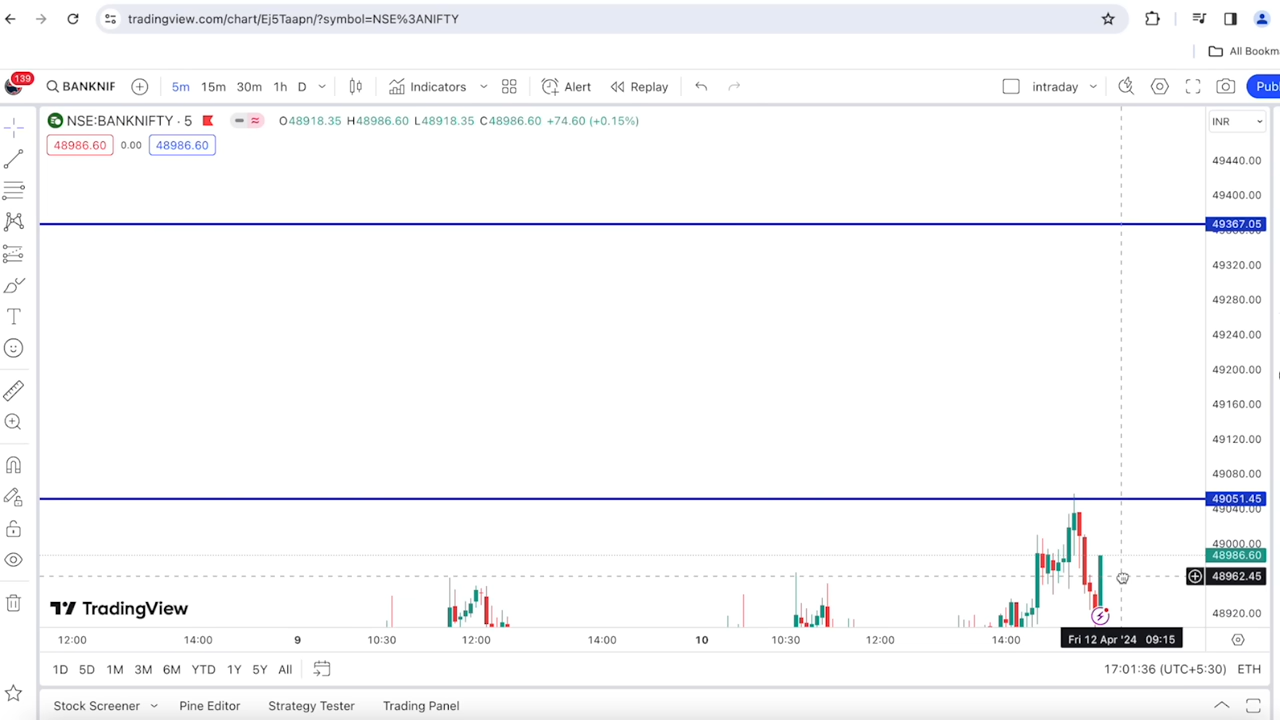 tradingview.com/chart/Ej5Taapn/?symbol=NSE%3ANIFTY
All Bookm
139
BANKNIF 5m 15m 30m 1h D Indicators Alert Replay intraday Pub
NSE:BANKNIFTY · 5 O48918.35 H48986.60 L48918.35 C48986.60 +74.60 (+0.15%) INR
48986.60 0.00 48986.60
49440.00
49400.00
49367.05
49320.00
49280.00
49240.00
49200.00
49160.00
49120.00
49080.00
49051.45
49040.00
49000.00
48986.60
48962.45
48920.00
TradingView
12:00 14:00 9 10:30 12:00 14:00 10 10:30 12:00 14:00 Fri 12 Apr '24 09:15
1D 5D 1M 3M 6M YTD 1Y 5Y All 17:01:36 (UTC+5:30) ETH
Stock Screener Pine Editor Strategy Tester Trading Panel